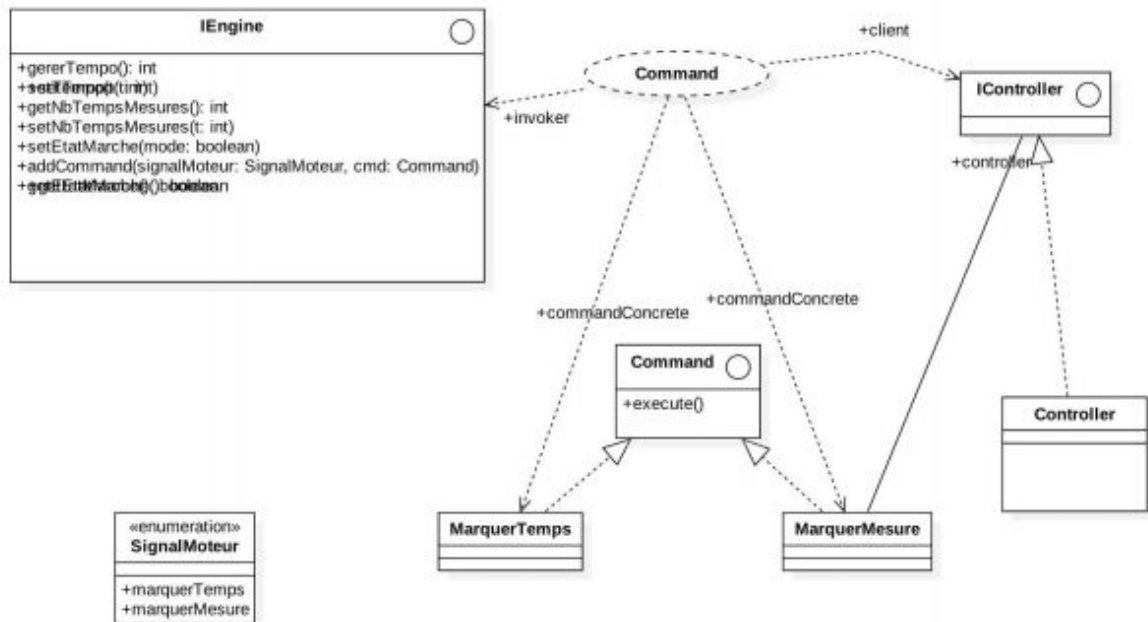 IEngine
+gererTempo(): int
+getNbTempsMesures(): int
+setNbTempsMesures(t: int)
+setEtatMarche(mode: boolean)
+addCommand(signalMoteur: SignalMoteur, cmd: Command)
+client
Command
+invoker
IController
+controller
+commandConcrete
+commandConcrete
Command
+execute()
Controller
MarquerTemps
MarquerMesure
«enumeration»
SignalMoteur
+marquerTemps
+marquerMesure